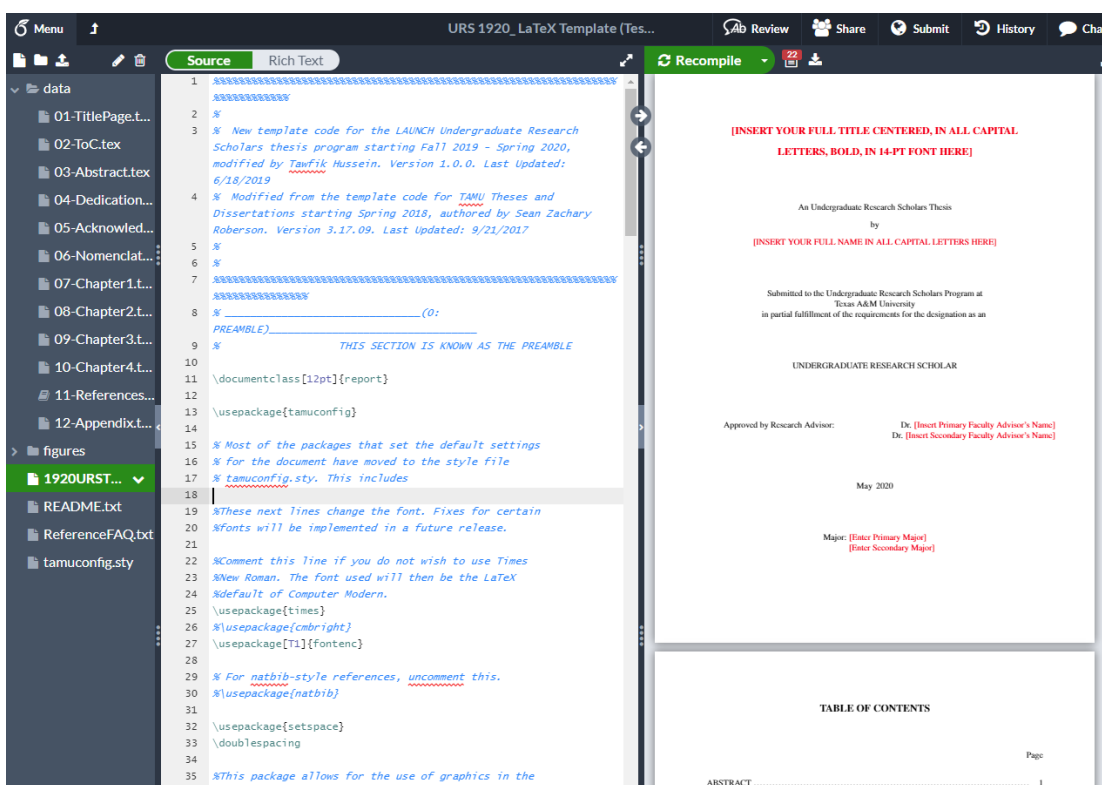 Menu
URS 1920_ LaTeX Template (Tes...
Review
Share
Submit
History
Cha
Source
Rich Text
Recompile
22
data
01-TitlePage.t...
02-ToC.tex
03-Abstract.tex
04-Dedication...
05-Acknowled...
06-Nomenclat...
07-Chapter1.t...
08-Chapter2.t...
09-Chapter3.t...
10-Chapter4.t...
11-References...
12-Appendix.t...
figures
1920URST...
README.txt
ReferenceFAQ.txt
tamuconfig.sty
1 %%%%%%%%%%%%%%%%%%%%%%%%%%%%%%%%%%%%%%%%%%%%%%%%%%%%%%%%%%%%%%%%
%%%%%%%%%%%%
2 %
3 % New template code for the LAUNCH Undergraduate Research
Scholars thesis program starting Fall 2019 - Spring 2020,
modified by Tawfik Hussein. Version 1.0.0. Last Updated:
6/18/2019
4 % Modified from the template code for TAMU Theses and
Dissertations starting Spring 2018, authored by Sean Zachary
Roberson. Version 3.17.09. Last Updated: 9/21/2017
5 %
6 %
7 %%%%%%%%%%%%%%%%%%%%%%%%%%%%%%%%%%%%%%%%%%%%%%%%%%%%%%%%%%%%%%%%
%%%%%%%%%%%%%%%
8 % _______________________________(0:
PREAMBLE)_________________________________
9 % THIS SECTION IS KNOWN AS THE PREAMBLE
10
11 \documentclass[12pt]{report}
12
13 \usepackage{tamuconfig}
14
15 % Most of the packages that set the default settings
16 % for the document have moved to the style file
17 % tamuconfig.sty. This includes
18
19 %These next lines change the font. Fixes for certain
20 %fonts will be implemented in a future release.
21
22 %Comment this line if you do not wish to use Times
23 %New Roman. The font used will then be the LaTeX
24 %default of Computer Modern.
25 \usepackage{times}
26 %\usepackage{cmbright}
27 \usepackage[T1]{fontenc}
28
29 % For natbib-style references, uncomment this.
30 %\usepackage{natbib}
31
32 \usepackage{setspace}
33 \doublespacing
34
35 %This package allows for the use of graphics in the
[INSERT YOUR FULL TITLE CENTERED, IN ALL CAPITAL
LETTERS, BOLD, IN 14-PT FONT HERE]
An Undergraduate Research Scholars Thesis
by
[INSERT YOUR FULL NAME IN ALL CAPITAL LETTERS HERE]
Submitted to the Undergraduate Research Scholars Program at
Texas A&M University
in partial fulfillment of the requirements for the designation as an
UNDERGRADUATE RESEARCH SCHOLAR
Approved by Research Advisor: Dr. [Insert Primary Faculty Advisor's Name]
Dr. [Insert Secondary Faculty Advisor's Name]
May 2020
Major: [Enter Primary Major]
[Enter Secondary Major]
TABLE OF CONTENTS
Page
ABSTRACT 1